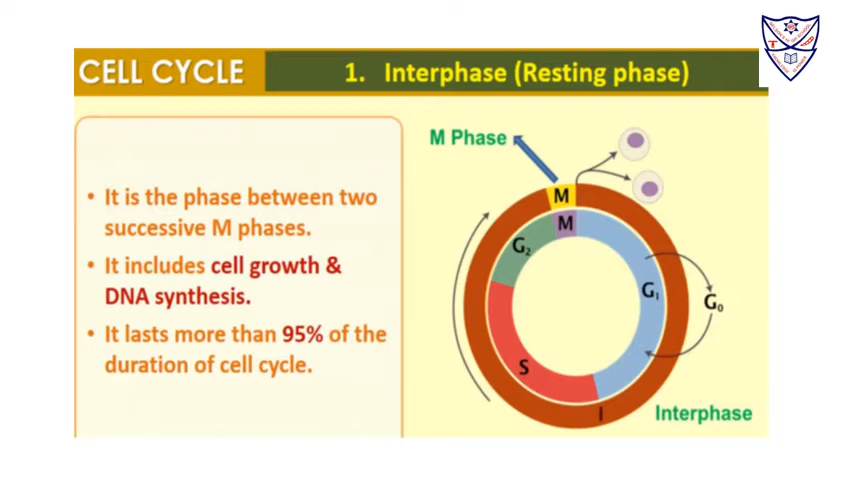 CELL CYCLE
1. Interphase (Resting phase)
• It is the phase between two
successive M phases.
• It includes cell growth &
DNA synthesis.
• It lasts more than 95% of the
duration of cell cycle.
M Phase
M
M
G₂
G₁
G₀
S
I
Interphase